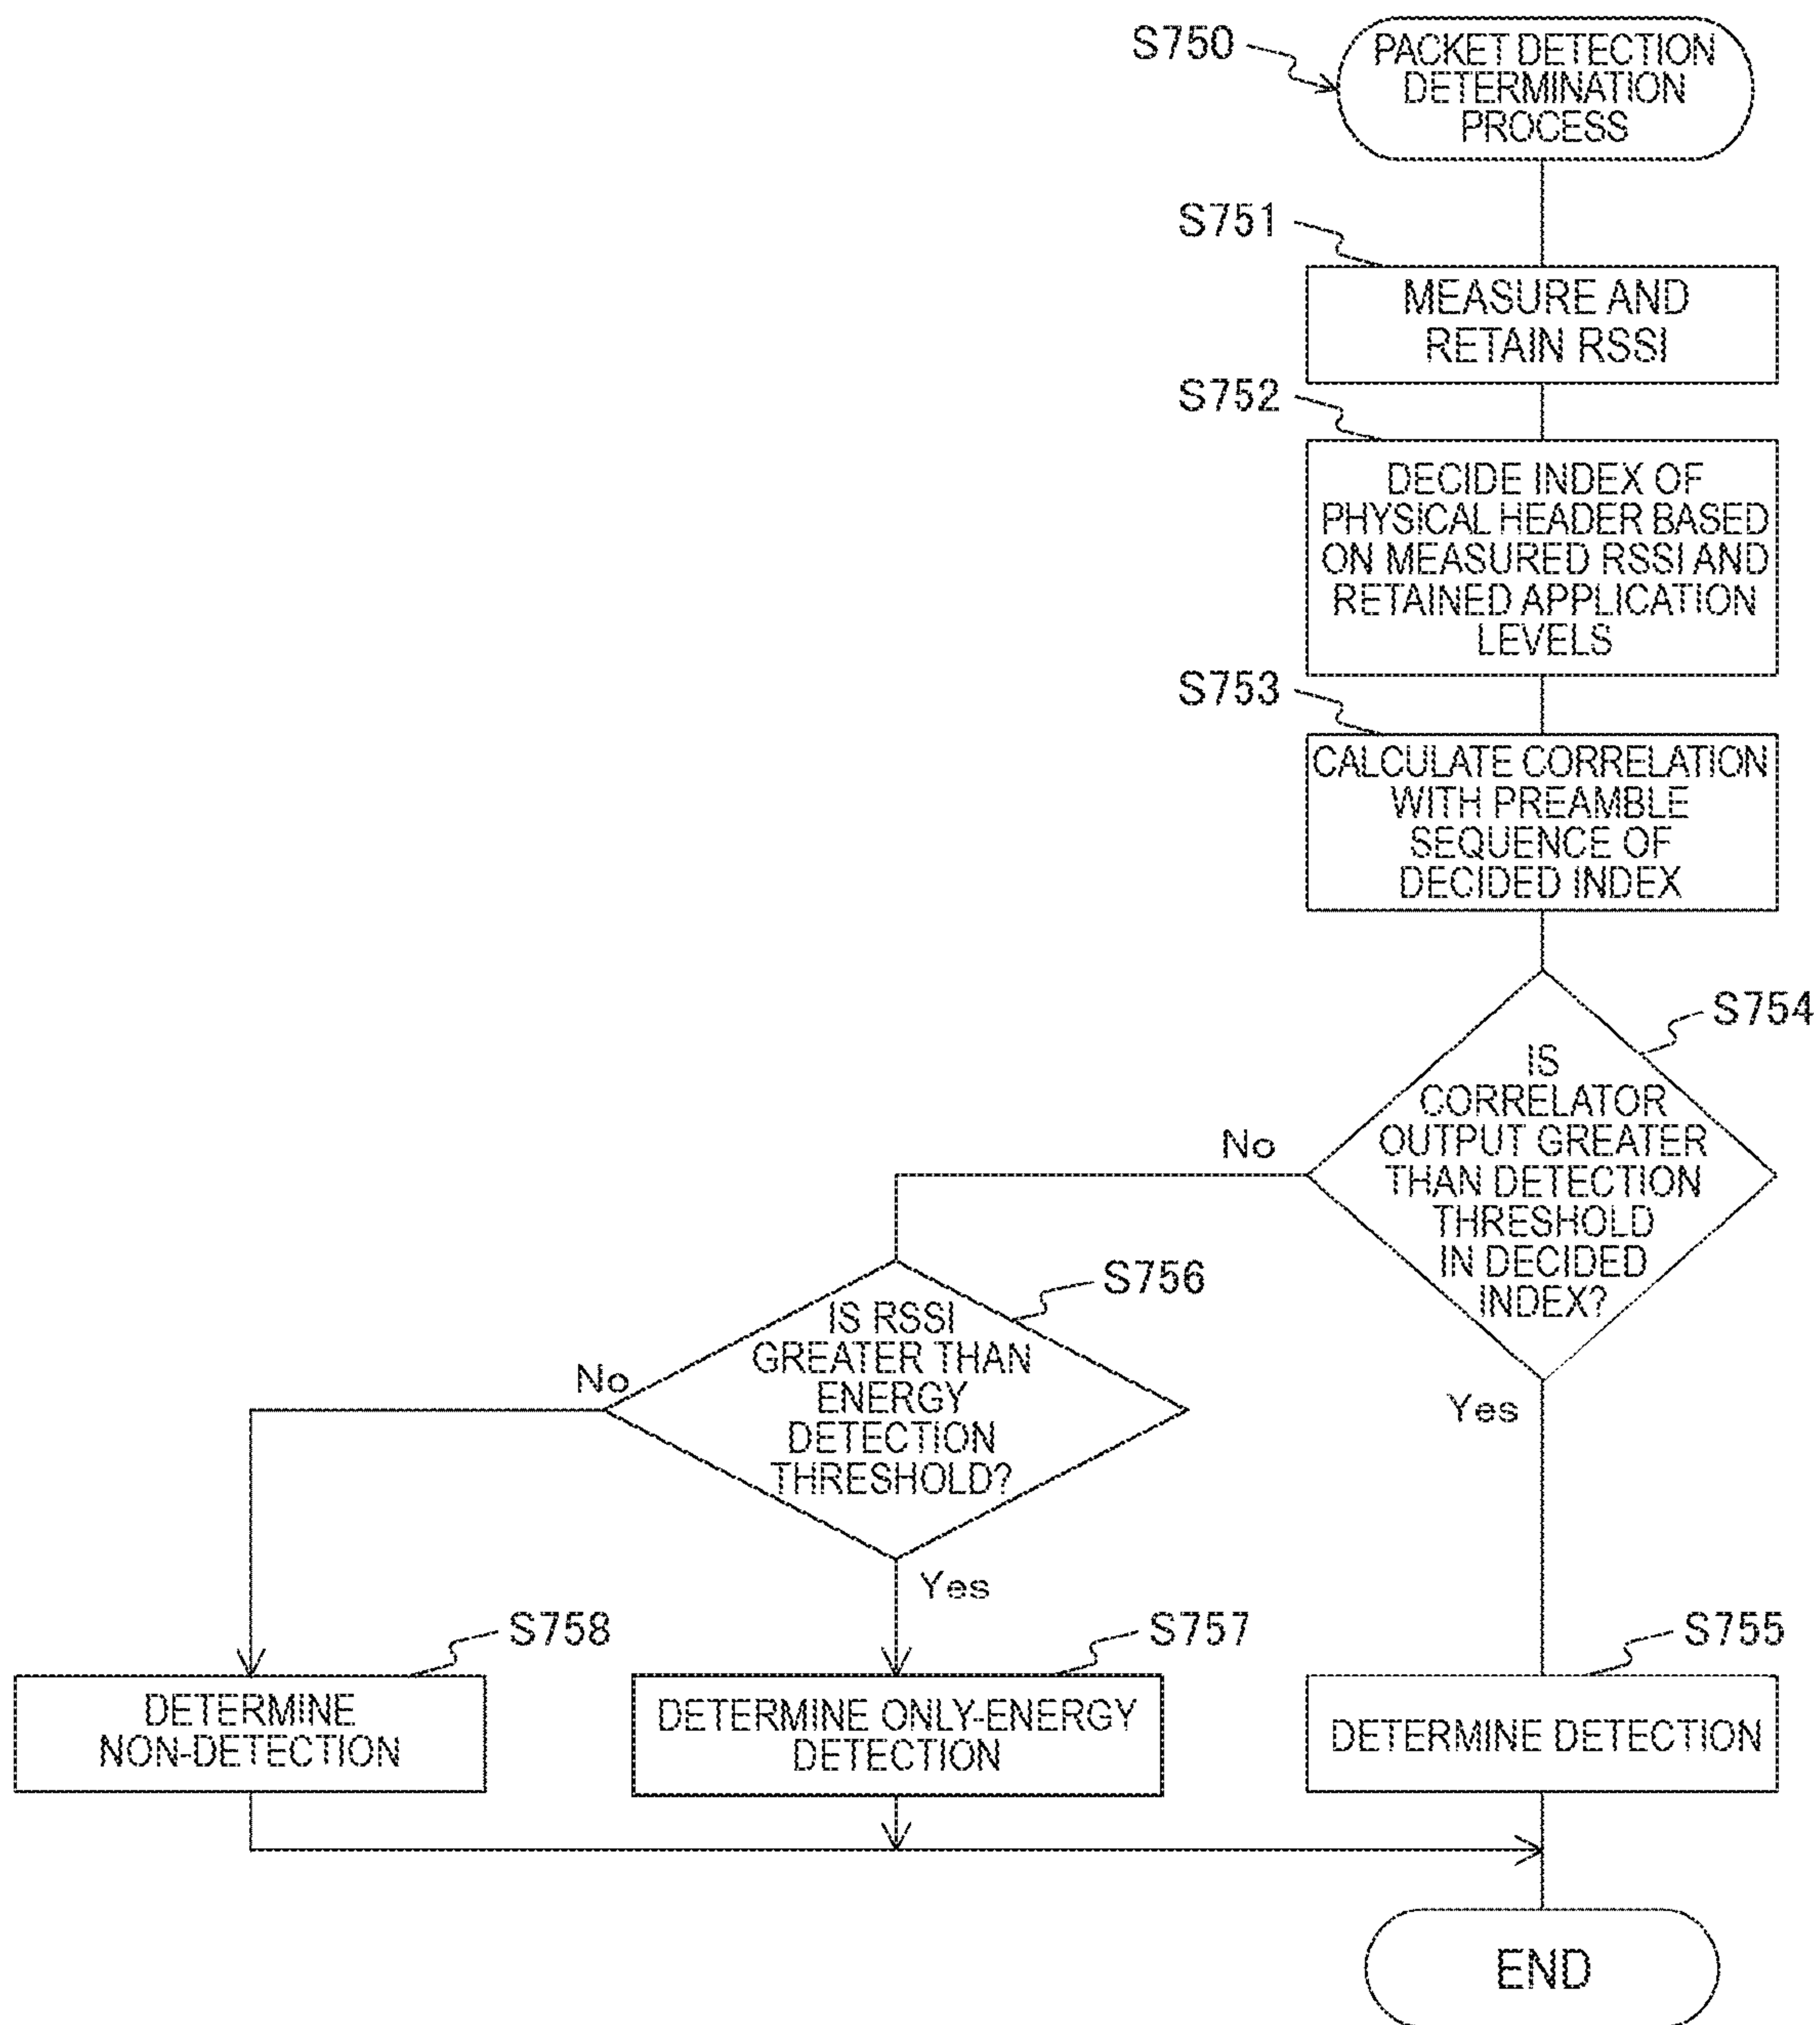 S750
PACKET DETECTION
DETERMINATION
PROCESS
S751
MEASURE AND
RETAIN RSSI
S752
DECIDE INDEX OF
PHYSICAL HEADER BASED
ON MEASURED RSSI AND
RETAINED APPLICATION
LEVELS
S753
CALCULATE CORRELATION
WITH PREAMBLE
SEQUENCE OF
DECIDED INDEX
S754
IS
CORRELATOR
OUTPUT GREATER
THAN DETECTION
THRESHOLD
IN DECIDED
INDEX?
No
Yes
S756
IS RSSI
GREATER THAN
ENERGY
DETECTION
THRESHOLD?
No
Yes
S758
DETERMINE
NON-DETECTION
S757
DETERMINE ONLY-ENERGY
DETECTION
S755
DETERMINE DETECTION
END